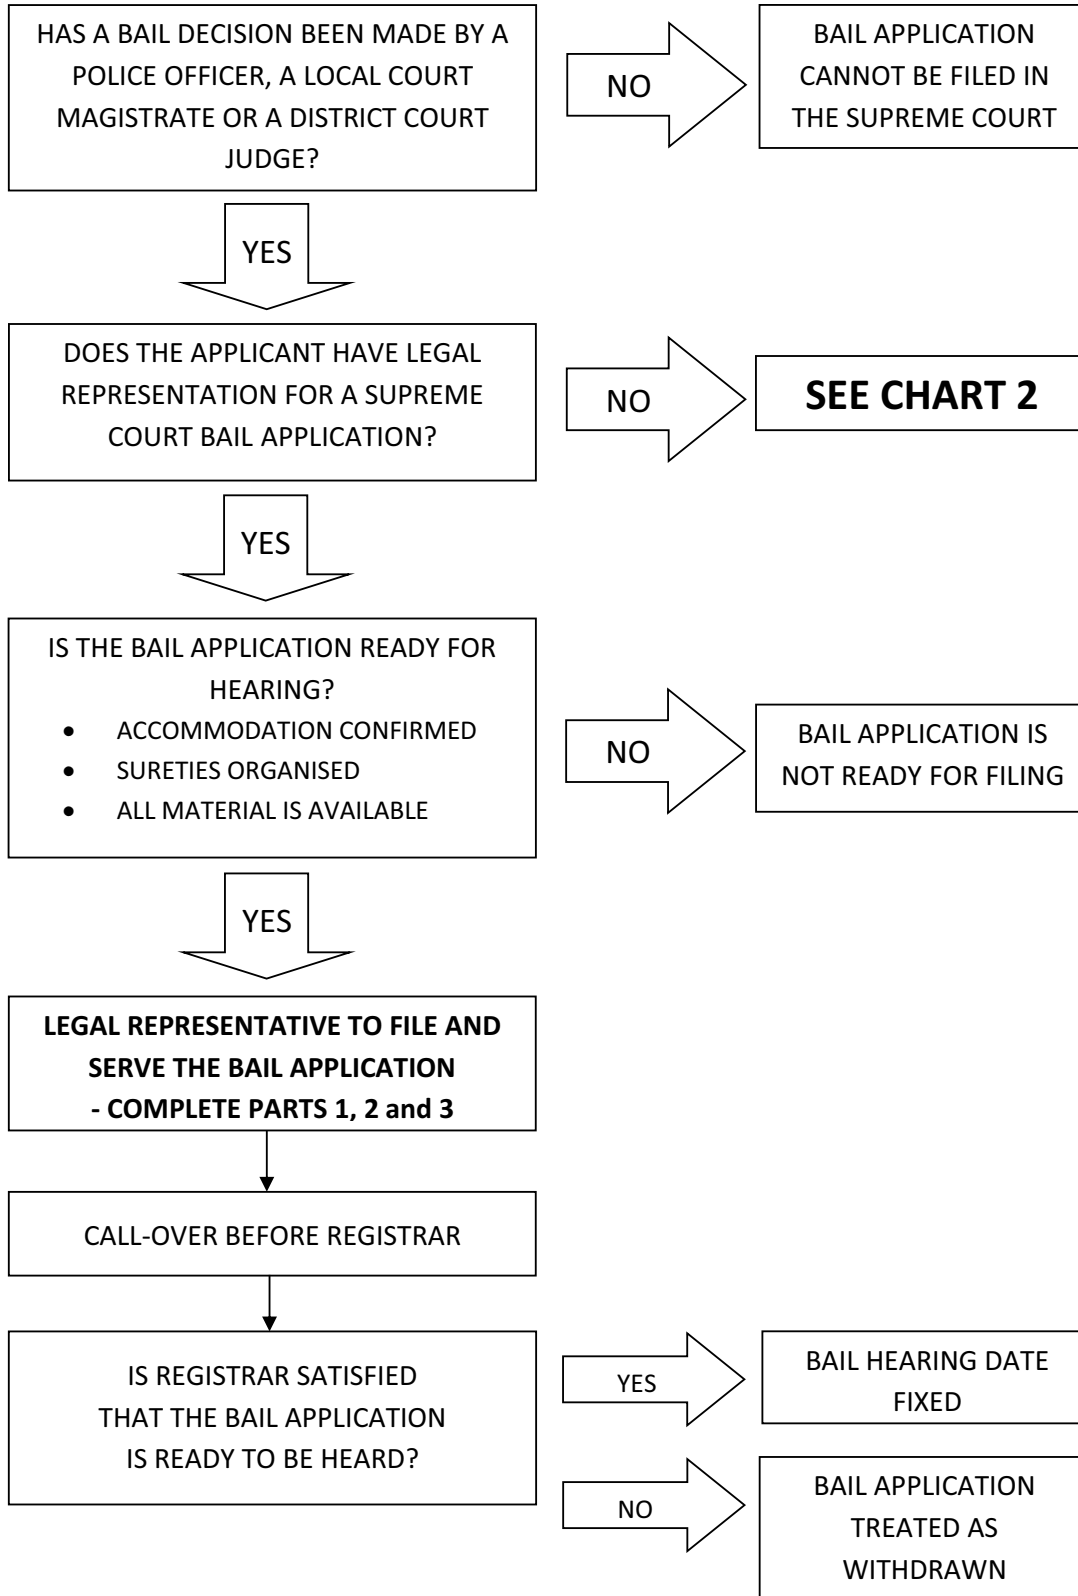 HAS A BAIL DECISION BEEN MADE BY A
POLICE OFFICER, A LOCAL COURT
MAGISTRATE OR A DISTRICT COURT
JUDGE?
NO
BAIL APPLICATION
CANNOT BE FILED IN
THE SUPREME COURT
YES
DOES THE APPLICANT HAVE LEGAL
REPRESENTATION FOR A SUPREME
COURT BAIL APPLICATION?
NO
SEE CHART 2
YES
IS THE BAIL APPLICATION READY FOR
HEARING?
• ACCOMMODATION CONFIRMED
• SURETIES ORGANISED
• ALL MATERIAL IS AVAILABLE
NO
BAIL APPLICATION IS
NOT READY FOR FILING
YES
LEGAL REPRESENTATIVE TO FILE AND
SERVE THE BAIL APPLICATION
- COMPLETE PARTS 1, 2 and 3
CALL-OVER BEFORE REGISTRAR
IS REGISTRAR SATISFIED
THAT THE BAIL APPLICATION
IS READY TO BE HEARD?
YES
BAIL HEARING DATE
FIXED
NO
BAIL APPLICATION
TREATED AS
WITHDRAWN